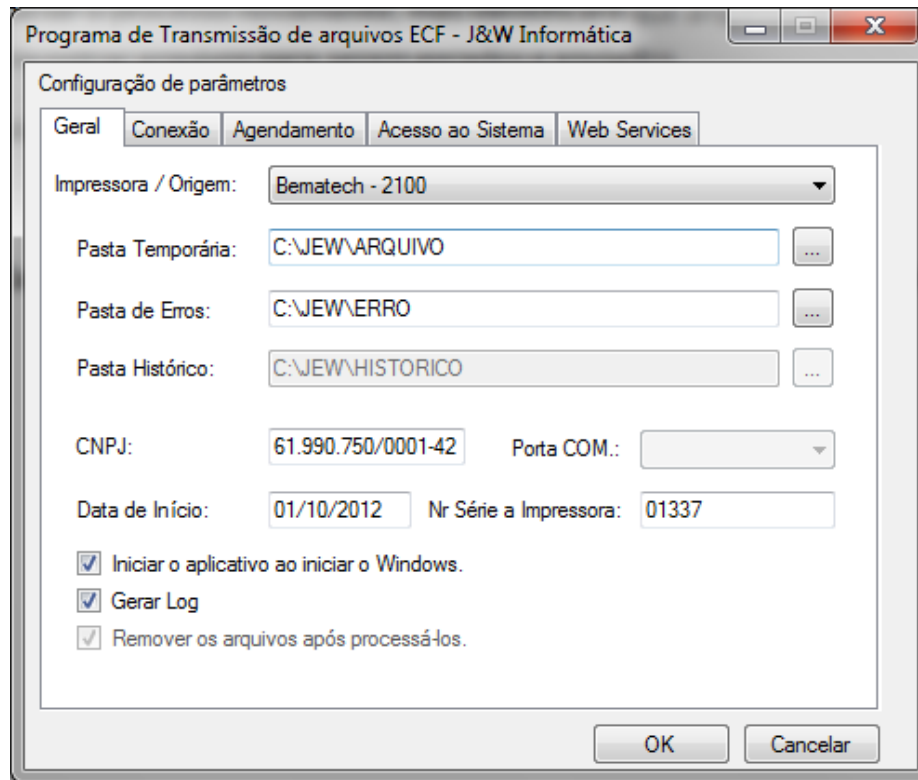 Programa de Transmissão de arquivos ECF - J&W Informática
Configuração de parâmetros
Geral Conexão Agendamento Acesso ao Sistema Web Services
Impressora / Origem: Bematech - 2100
Pasta Temporária: C:\JEW\ARQUIVO ...
Pasta de Erros: C:\JEW\ERRO ...
Pasta Histórico: C:\JEW\HISTORICO ...
CNPJ: 61.990.750/0001-42 Porta COM.:
Data de Início: 01/10/2012 Nr Série a Impressora: 01337
Iniciar o aplicativo ao iniciar o Windows.
Gerar Log
Remover os arquivos após processá-los.
OK Cancelar